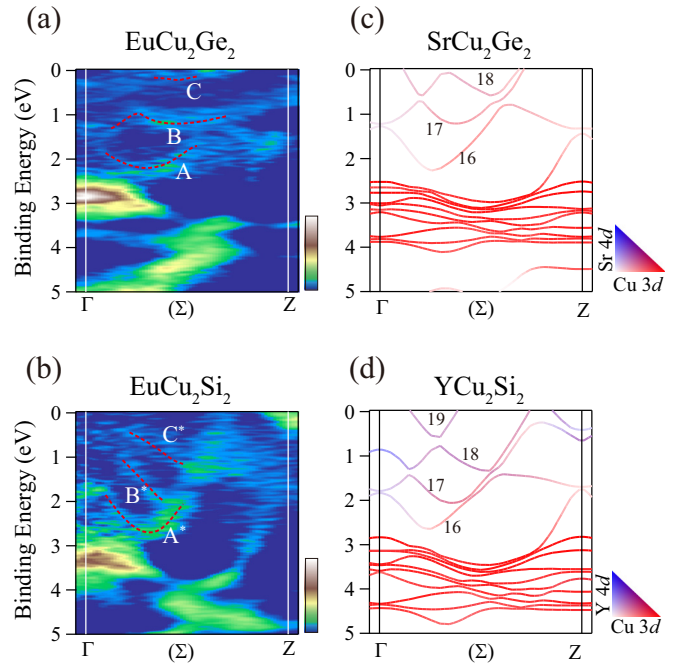 (a)
EuCu2Ge2
Binding Energy (eV)
0
1
2
3
4
5
C
B
A
Γ
(Σ)
Z
(c)
SrCu2Ge2
0
1
2
3
4
5
18
17
16
Γ
(Σ)
Z
Sr 4d
Cu 3d
(b)
EuCu2Si2
Binding Energy (eV)
0
1
2
3
4
5
C*
B*
A*
Γ
(Σ)
Z
(d)
YCu2Si2
0
1
2
3
4
5
19
18
17
16
Γ
(Σ)
Z
Y 4d
Cu 3d